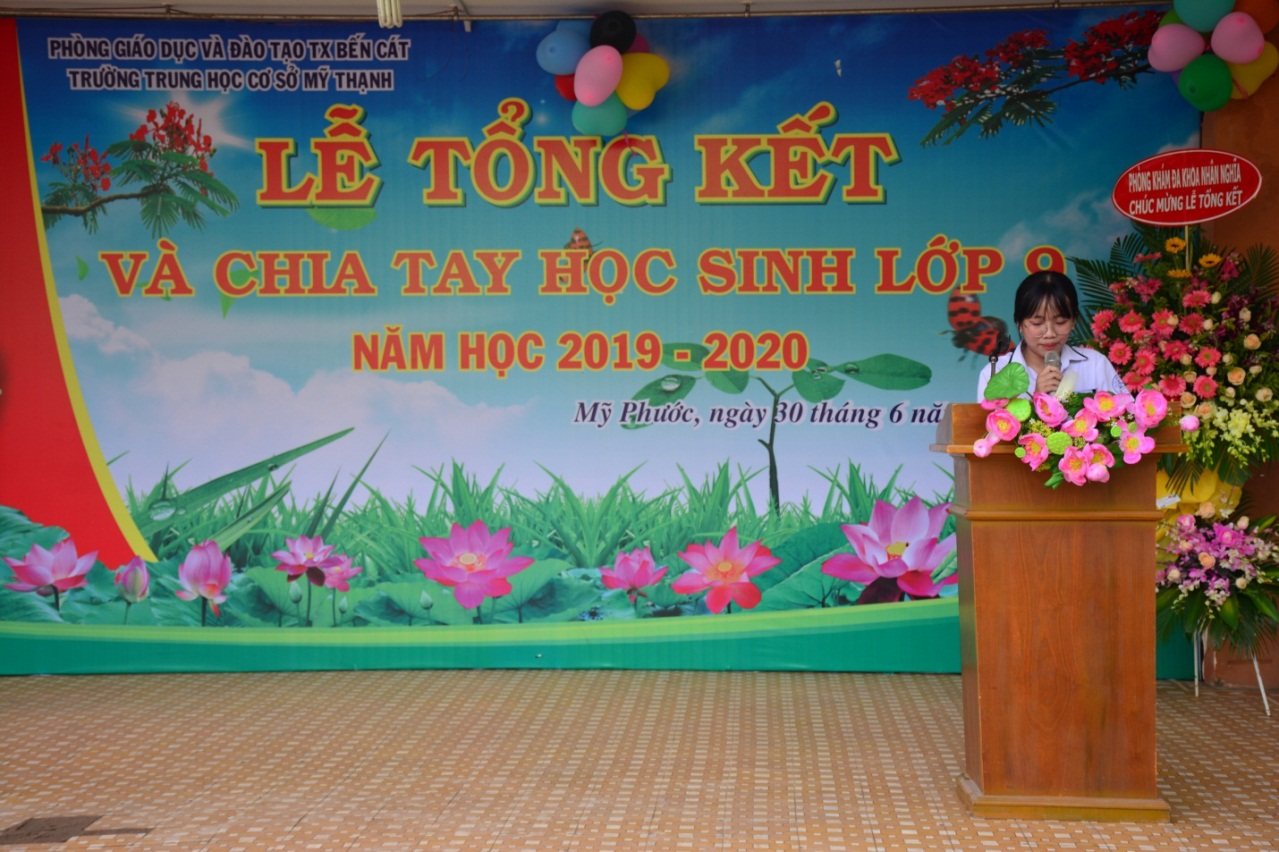 PHÒNG GIÁO DỤC VÀ ĐÀO TẠO TX BẾN CÁT
TRƯỜNG TRUNG HỌC CƠ SỞ MỸ THẠNH
LỄ TỔNG KẾT
VÀ CHIA TAY HỌC SINH LỚP 9
NĂM HỌC 2019 - 2020
Mỹ Phước, ngày 30 tháng 6
PHÒNG KHÁM ĐA KHOA NHÂN NGHĨA
CHÚC MỪNG LỄ TỔNG KẾT